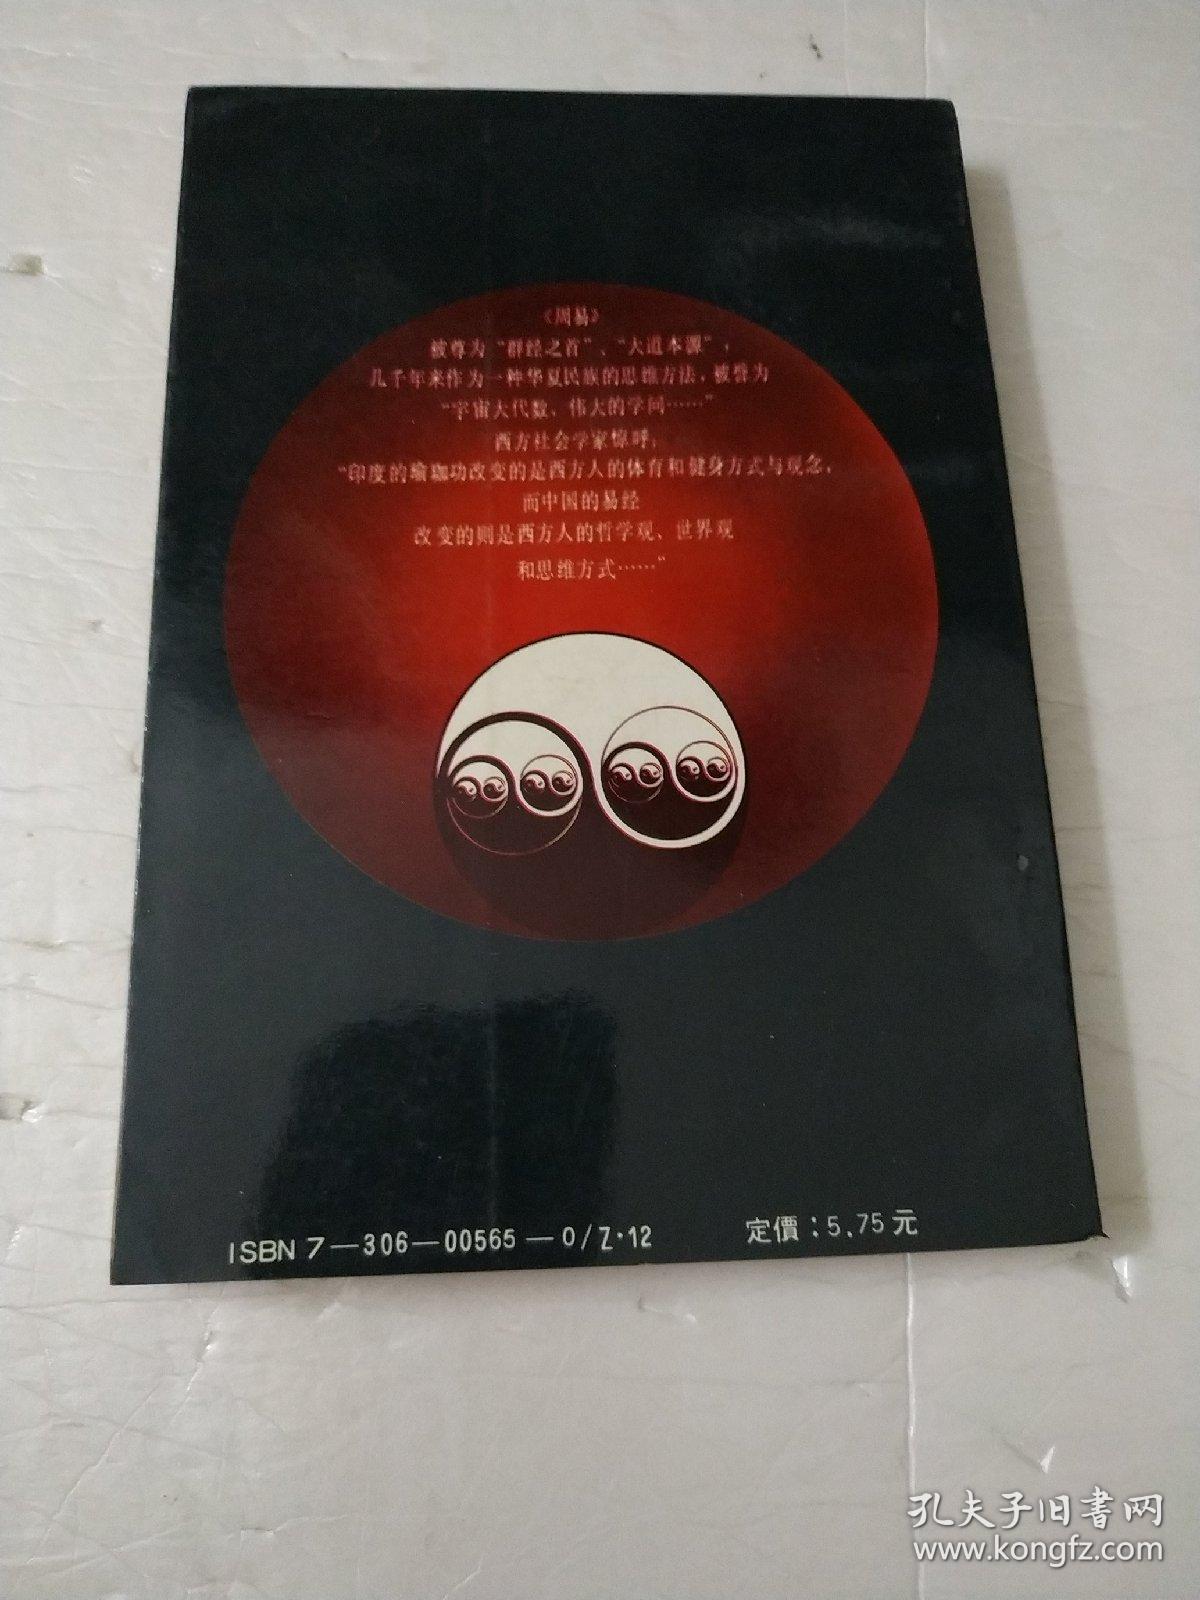 《周易》
被尊为“群经之首”、“大道本源”，
几千年来作为一种华夏民族的思维方法，被誉为
“宇宙大代数、伟大的学问……”
西方社会学家惊呼：
“印度的瑜珈功改变的是西方人的体育和健身方式与观念，
而中国的易经
改变的则是西方人的哲学观、世界观
和思维方式……”
ISBN 7—306—00565—0/Z·12
定價：5.75元
孔夫子旧书网
www.kongfz.com